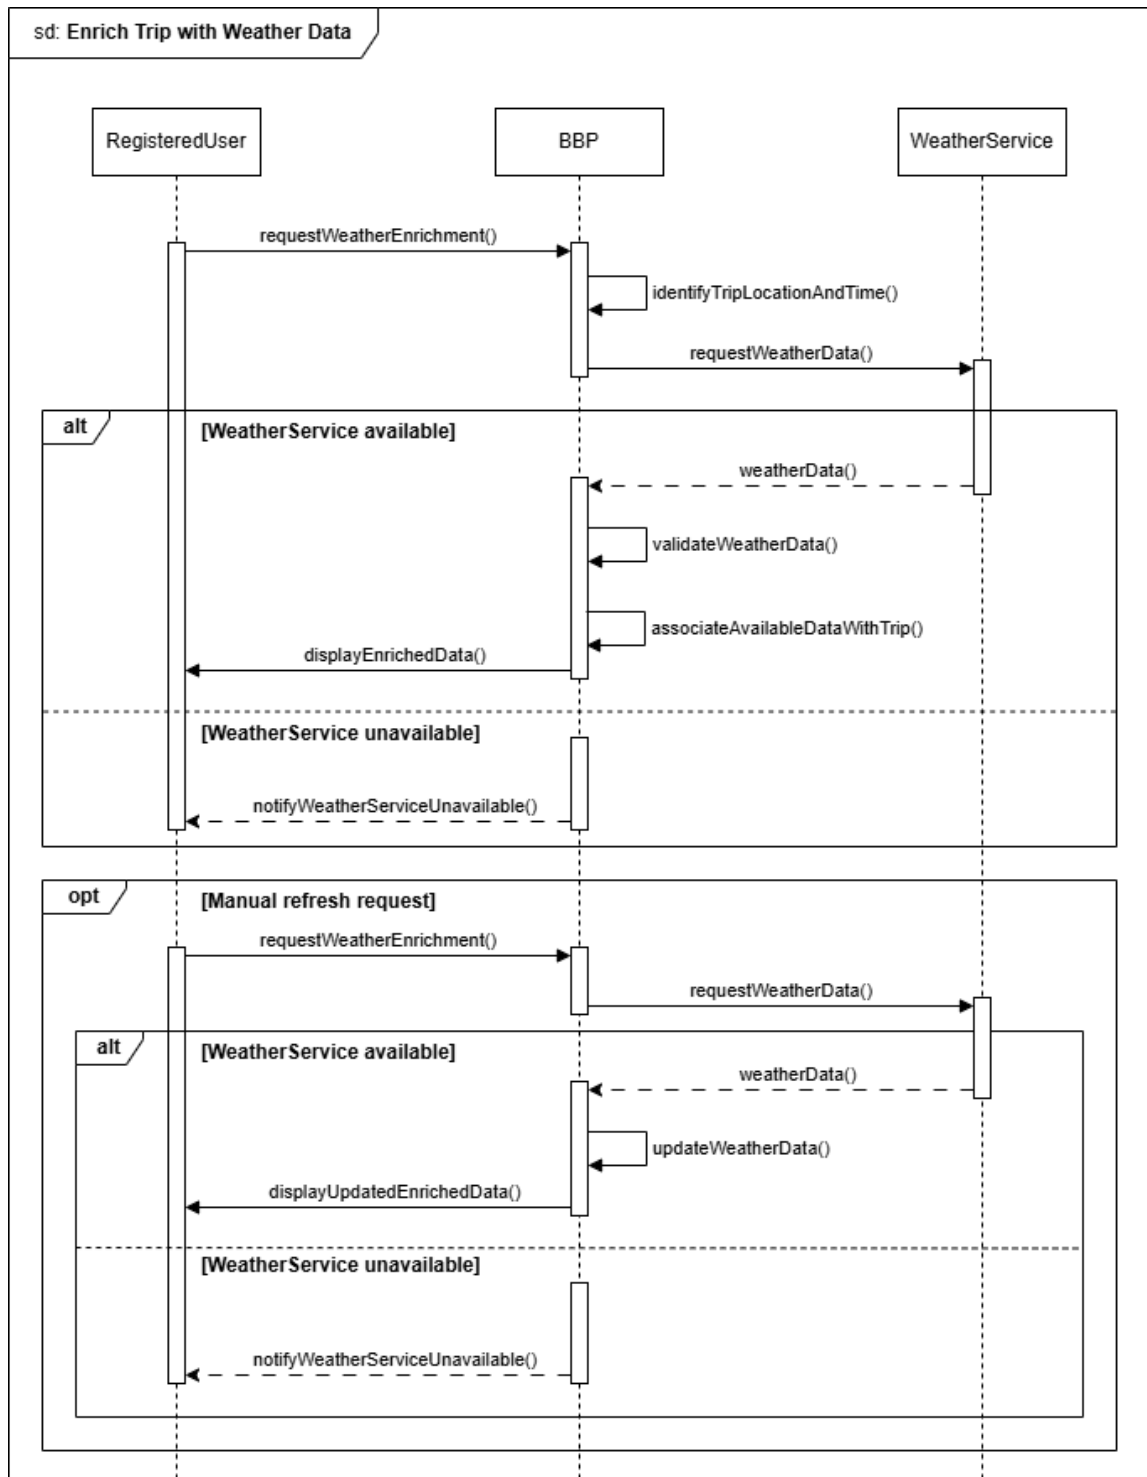 sd: Enrich Trip with Weather Data
RegisteredUser
BBP
WeatherService
requestWeatherEnrichment()
identifyTripLocationAndTime()
requestWeatherData()
alt
[WeatherService available]
weatherData()
validateWeatherData()
associateAvailableDataWithTrip()
displayEnrichedData()
[WeatherService unavailable]
notifyWeatherServiceUnavailable()
opt
[Manual refresh request]
requestWeatherEnrichment()
requestWeatherData()
alt
[WeatherService available]
weatherData()
updateWeatherData()
displayUpdatedEnrichedData()
[WeatherService unavailable]
notifyWeatherServiceUnavailable()